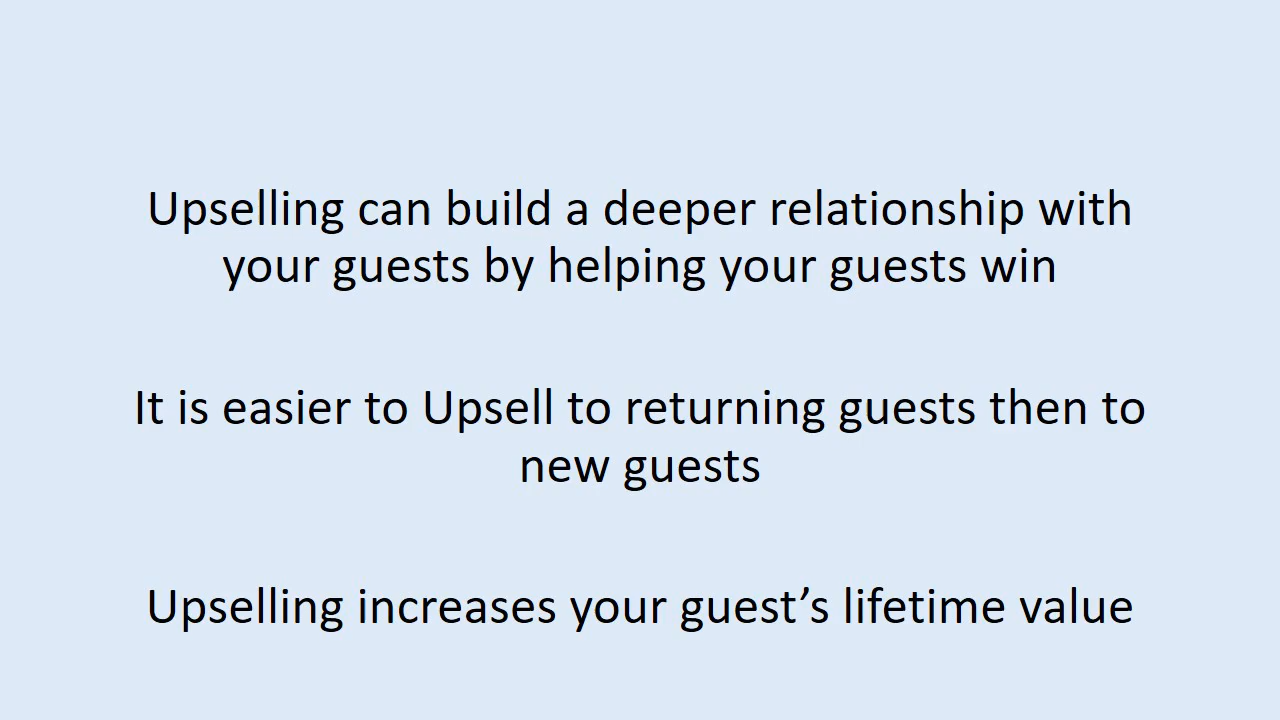 Upselling can build a deeper relationship with
your guests by helping your guests win
It is easier to Upsell to returning guests then to
new guests
Upselling increases your guest’s lifetime value